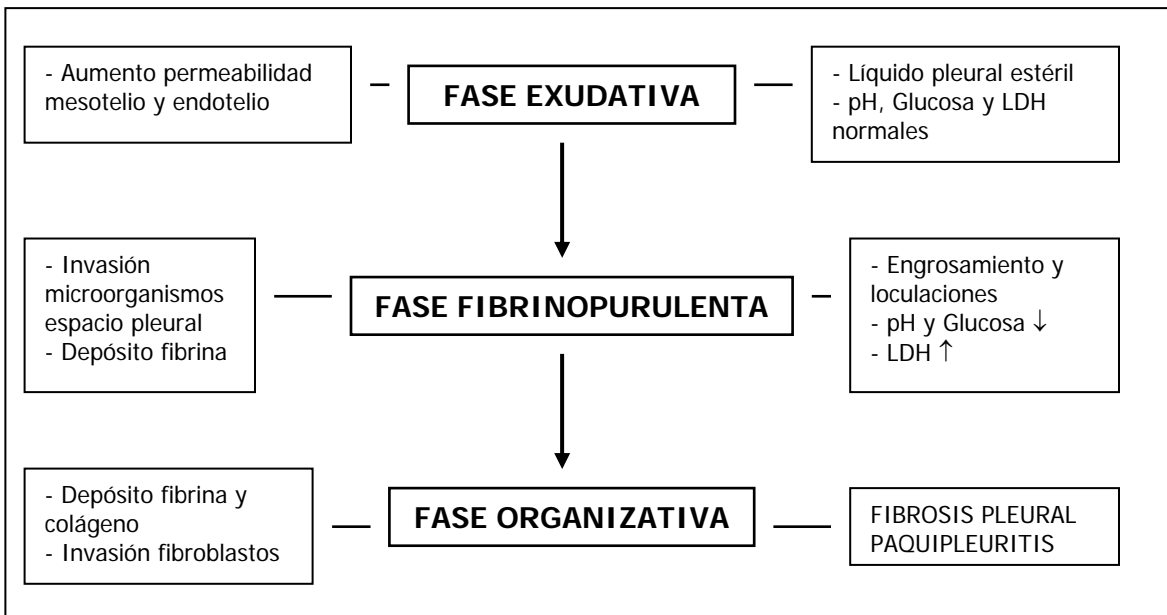 - Aumento permeabilidad
mesotelio y endotelio
FASE EXUDATIVA
- Líquido pleural estéril
- pH, Glucosa y LDH
normales
- Invasión
microorganismos
espacio pleural
- Depósito fibrina
FASE FIBRINOPURULENTA
- Engrosamiento y
loculaciones
- pH y Glucosa ↓
- LDH ↑
- Depósito fibrina y
colágeno
- Invasión fibroblastos
FASE ORGANIZATIVA
FIBROSIS PLEURAL
PAQUIPLEURITIS